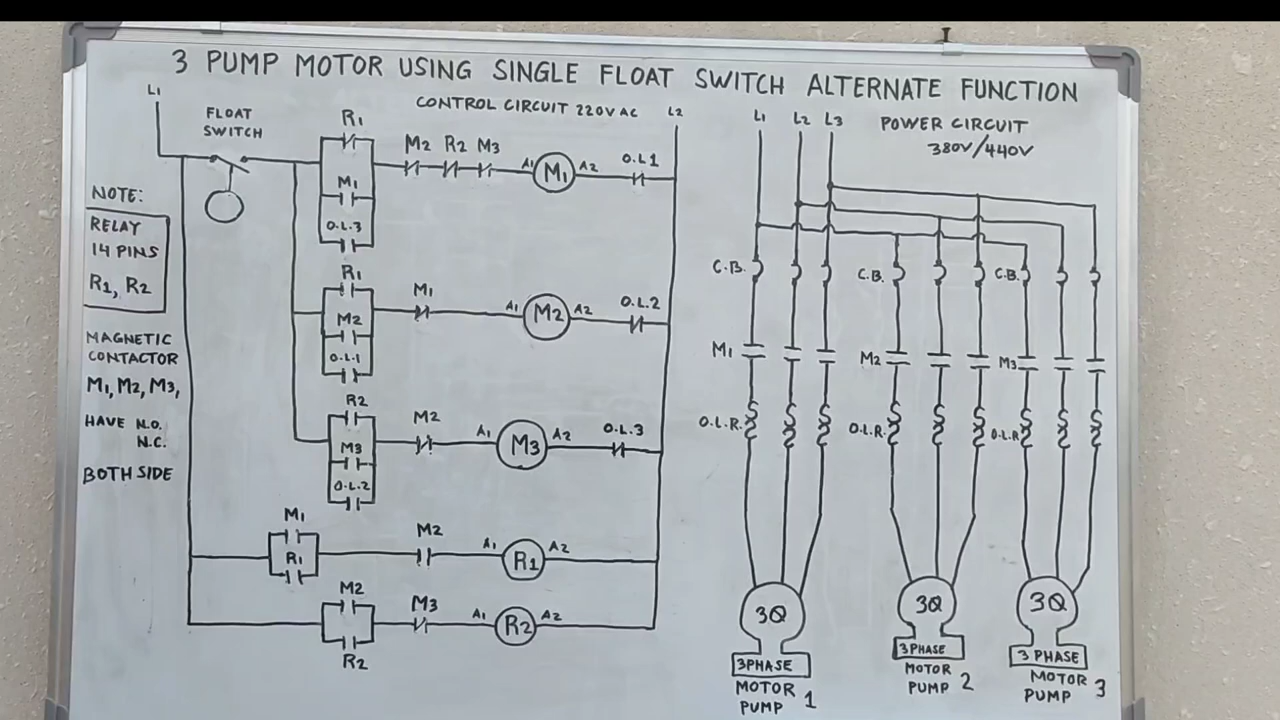 3 PUMP MOTOR USING SINGLE FLOAT SWITCH ALTERNATE FUNCTION
CONTROL CIRCUIT 220V AC
L1
L2
FLOAT
SWITCH
NOTE:
RELAY
14 PINS
R1, R2
MAGNETIC
CONTACTOR
M1, M2, M3,
HAVE N.O.
N.C.
BOTH SIDE
R1
M1
O.L.3
M2 R2 M3
A1 M1 A2
O.L1
R1
M2
O.L.1
M1
A1 M2 A2
O.L.2
R2
M3
O.L.2
M2
A1 M3 A2
O.L.3
M1
R1
M2
A1 R1 A2
M2
R2
M3
A1 R2 A2
L1 L2 L3
POWER CIRCUIT
380V/440V
C.B. C.B. C.B.
M1 M2 M3
O.L.R. O.L.R. O.L.R
3Q 3Q 3Q
3PHASE
MOTOR
PUMP 1
3PHASE
MOTOR
PUMP 2
3 PHASE
MOTOR
PUMP 3